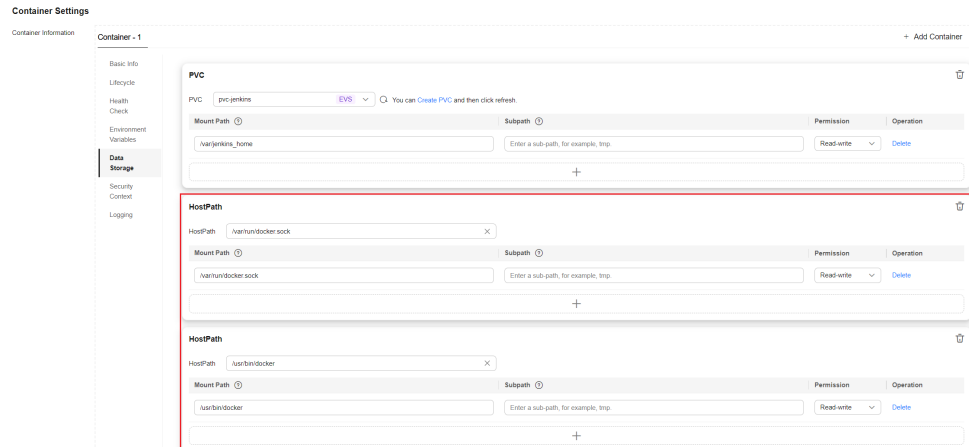 Container Settings
Container Information
Container - 1
+ Add Container
Basic Info
Lifecycle
Health
Check
Environment
Variables
Data
Storage
Security
Context
Logging
PVC
PVC pvc-jenkins EVS You can Create PVC and then click refresh.
Mount Path Subpath Permission Operation
/var/jenkins_home Enter a sub-path, for example, tmp. Read-write Delete
+
HostPath
HostPath /var/run/docker.sock
Mount Path Subpath Permission Operation
/var/run/docker.sock Enter a sub-path, for example, tmp. Read-write Delete
+
HostPath
HostPath /usr/bin/docker
Mount Path Subpath Permission Operation
/usr/bin/docker Enter a sub-path, for example, tmp. Read-write Delete
+